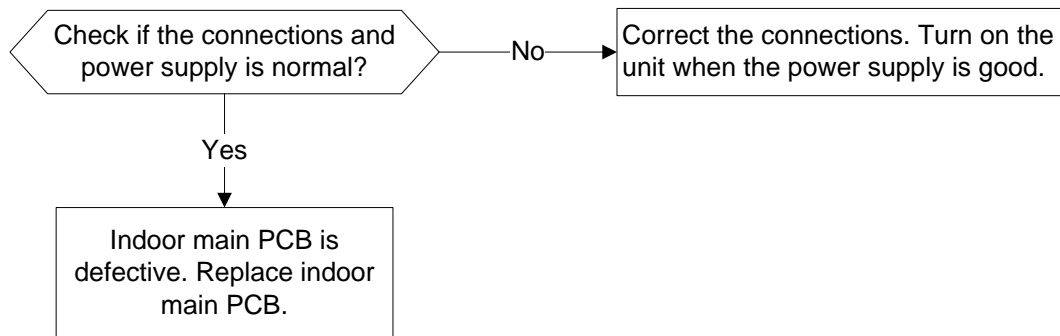 Check if the connections and
power supply is normal?
No
Correct the connections. Turn on the
unit when the power supply is good.
Yes
Indoor main PCB is
defective. Replace indoor
main PCB.